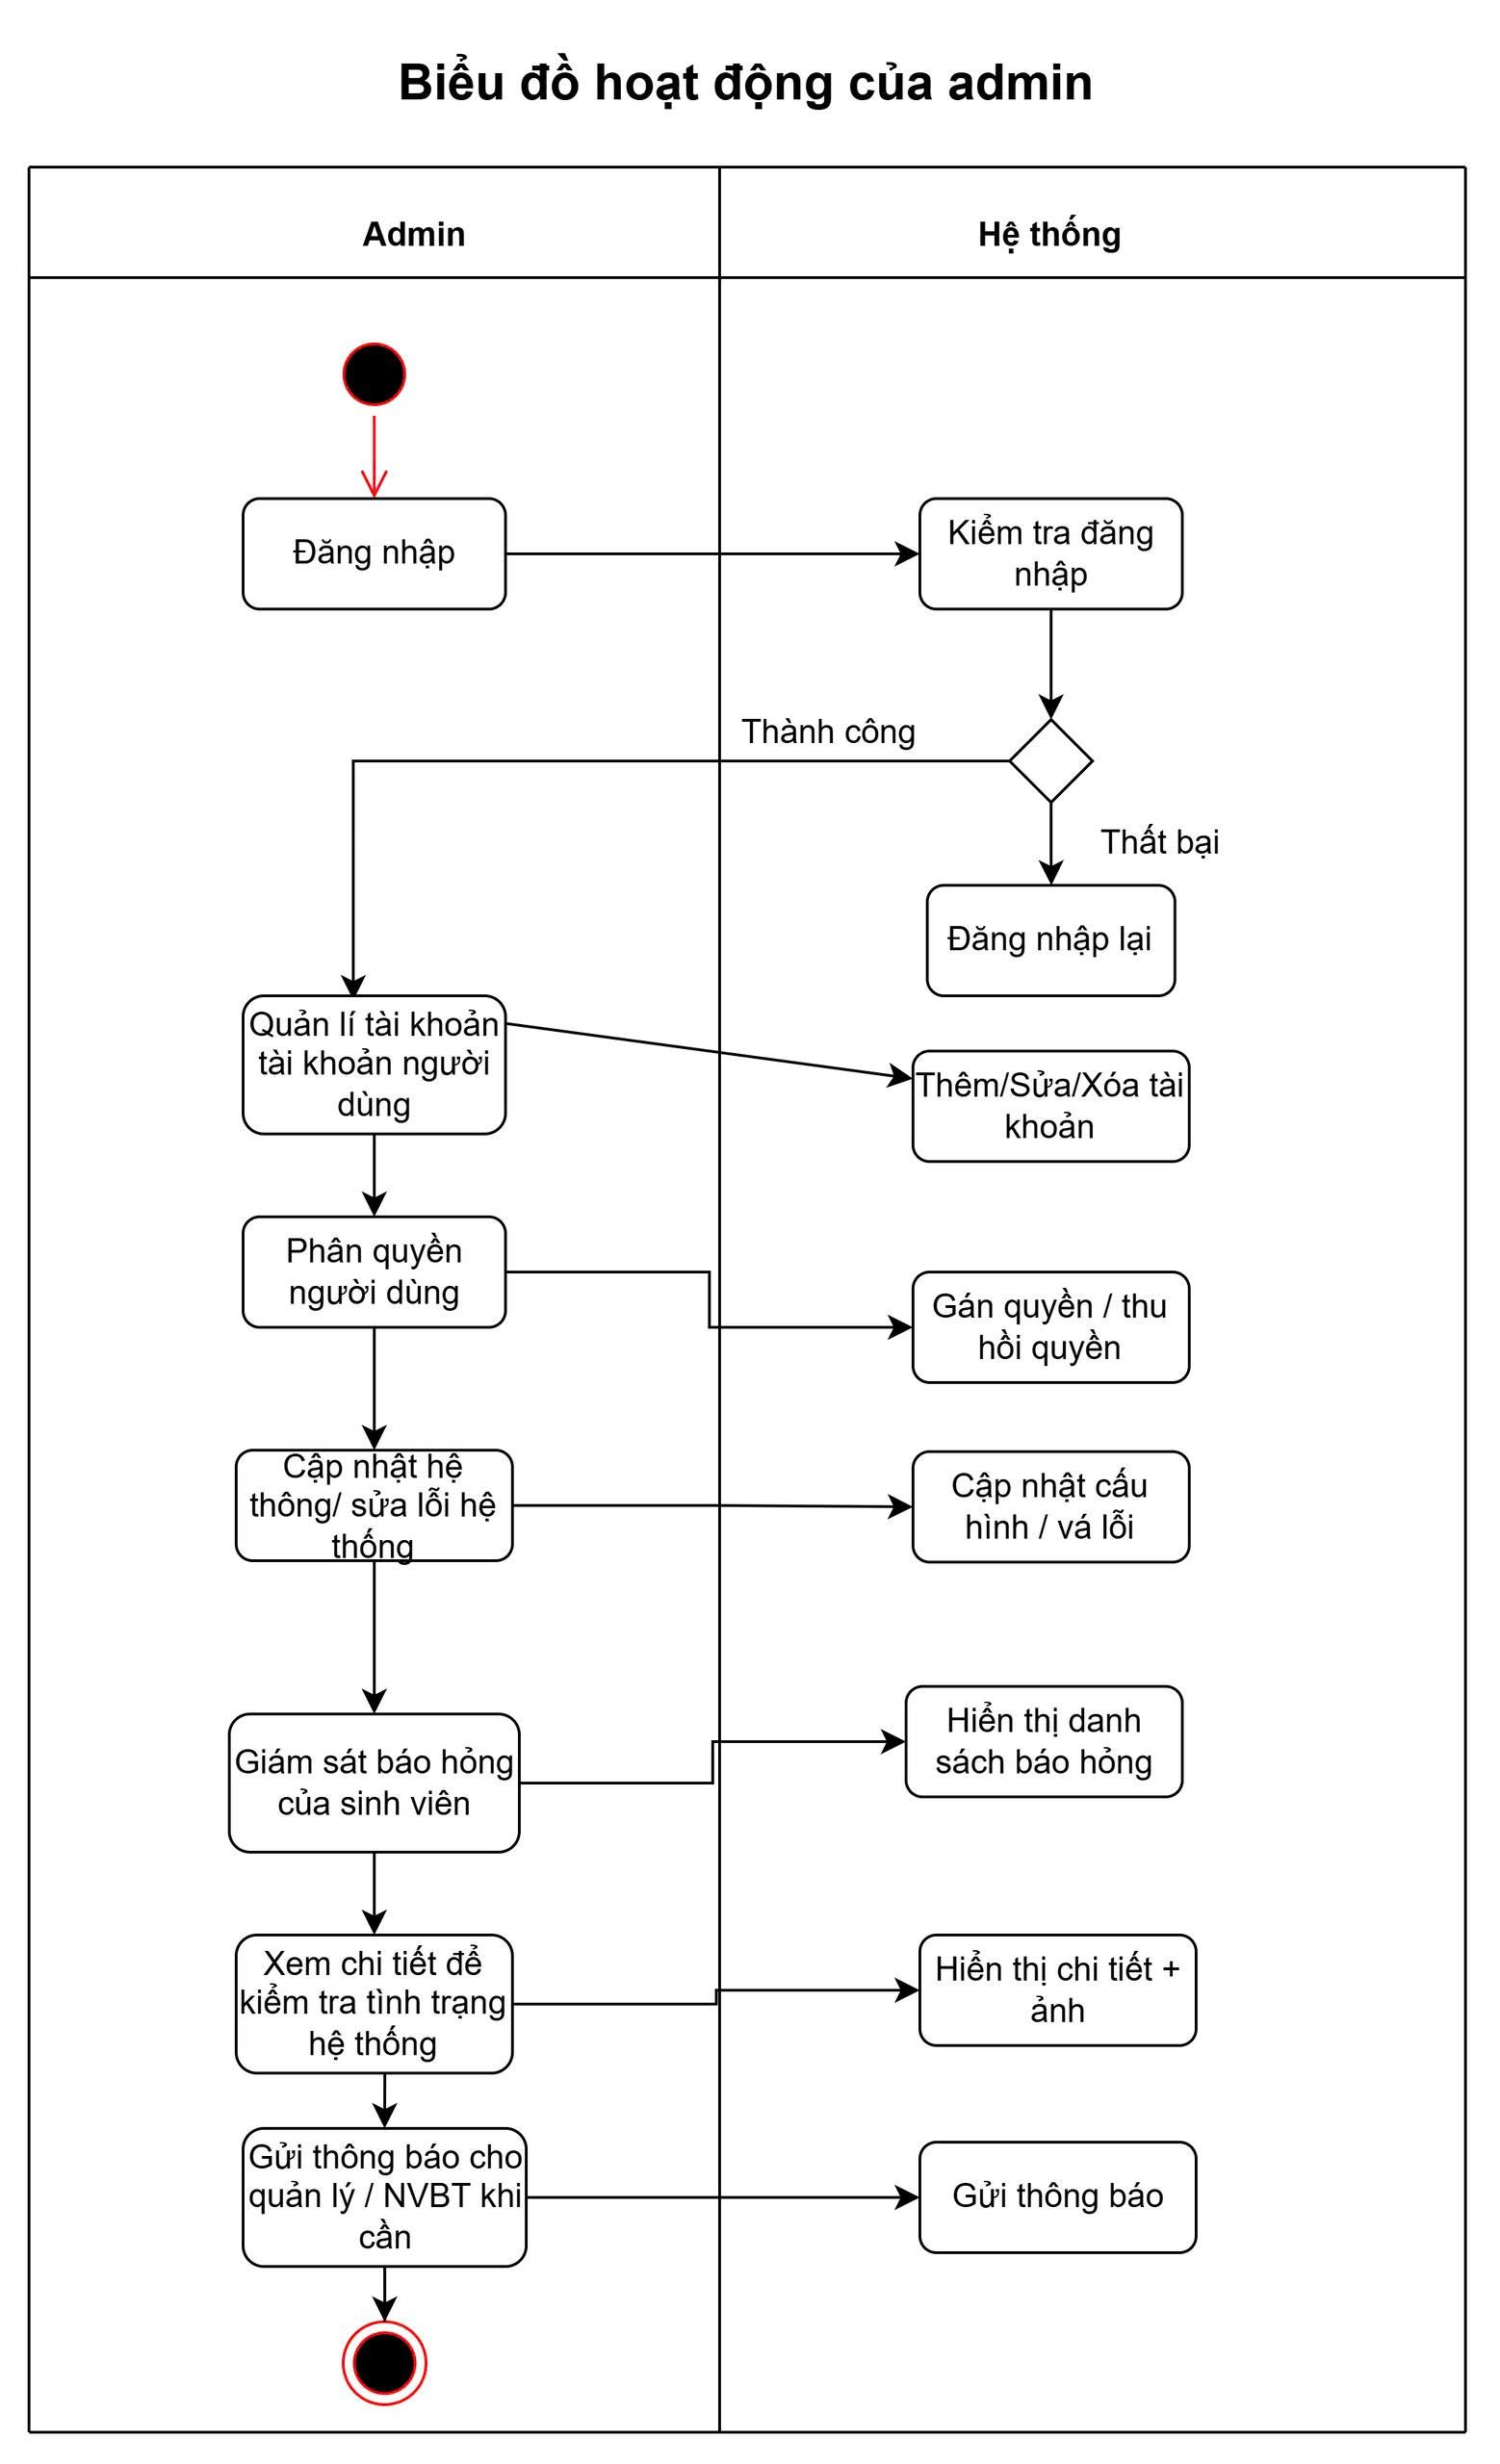 Biểu đồ hoạt động của admin
Admin
Hệ thống
Đăng nhập
Kiểm tra đăng
nhập
Thành công
Thất bại
Đăng nhập lại
Quản lí tài khoản
tài khoản người
dùng
Thêm/Sửa/Xóa tài
khoản
Phân quyền
người dùng
Gán quyền / thu
hồi quyền
Cập nhật hệ
thông/ sửa lỗi hệ
thống
Cập nhật cấu
hình / vá lỗi
Giám sát báo hỏng
của sinh viên
Hiển thị danh
sách báo hỏng
Xem chi tiết để
kiểm tra tình trạng
hệ thống
Hiển thị chi tiết +
ảnh
Gửi thông báo cho
quản lý / NVBT khi
cần
Gửi thông báo